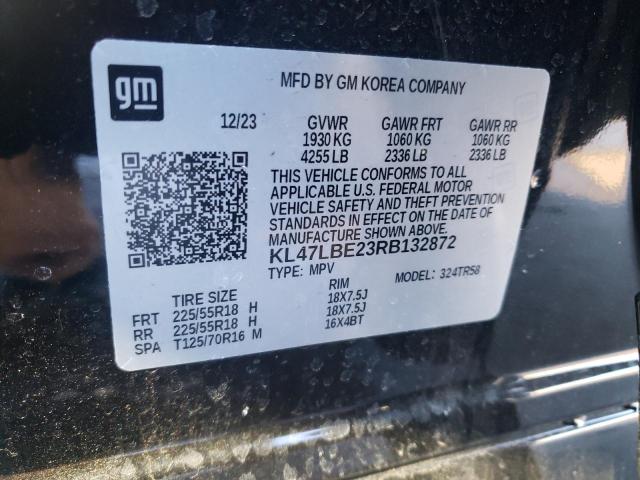 gm
MFD BY GM KOREA COMPANY
12/23 GVWR GAWR FRT GAWR RR
1930 KG 1060 KG 1060 KG
4255 LB 2336 LB 2336 LB
THIS VEHICLE CONFORMS TO ALL
APPLICABLE U.S. FEDERAL MOTOR
VEHICLE SAFETY AND THEFT PREVENTION
STANDARDS IN EFFECT ON THE DATE OF
MANUFACTURE SHOWN ABOVE.
KL47LBE23RB132872
TYPE: MPV MODEL: 324TR58
TIRE SIZE RIM
FRT 225/55R18 H 18X7.5J
RR 225/55R18 H 18X7.5J
SPA T125/70R16 M 16X4BT